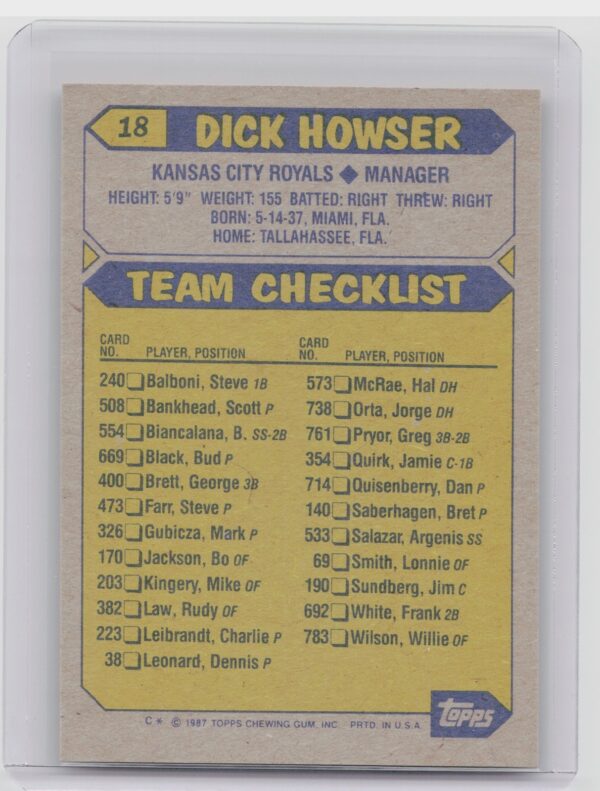 18 DICK HOWSER
KANSAS CITY ROYALS ◆ MANAGER
HEIGHT: 5'9" WEIGHT: 155 BATTED: RIGHT THREW: RIGHT
BORN: 5-14-37, MIAMI, FLA.
HOME: TALLAHASSEE, FLA.
TEAM CHECKLIST
CARD
NO. PLAYER, POSITION
240 Balboni, Steve 1B
508 Bankhead, Scott P
554 Biancalana, B. SS-2B
669 Black, Bud P
400 Brett, George 3B
473 Farr, Steve P
326 Gubicza, Mark P
170 Jackson, Bo OF
203 Kingery, Mike OF
382 Law, Rudy OF
223 Leibrandt, Charlie P
38 Leonard, Dennis P
CARD
NO. PLAYER, POSITION
573 McRae, Hal DH
738 Orta, Jorge DH
761 Pryor, Greg 3B-2B
354 Quirk, Jamie C-1B
714 Quisenberry, Dan P
140 Saberhagen, Bret P
533 Salazar, Argenis SS
69 Smith, Lonnie OF
190 Sundberg, Jim C
692 White, Frank 2B
783 Wilson, Willie OF
C * © 1987 TOPPS CHEWING GUM, INC. PRTD. IN U.S.A.
topps